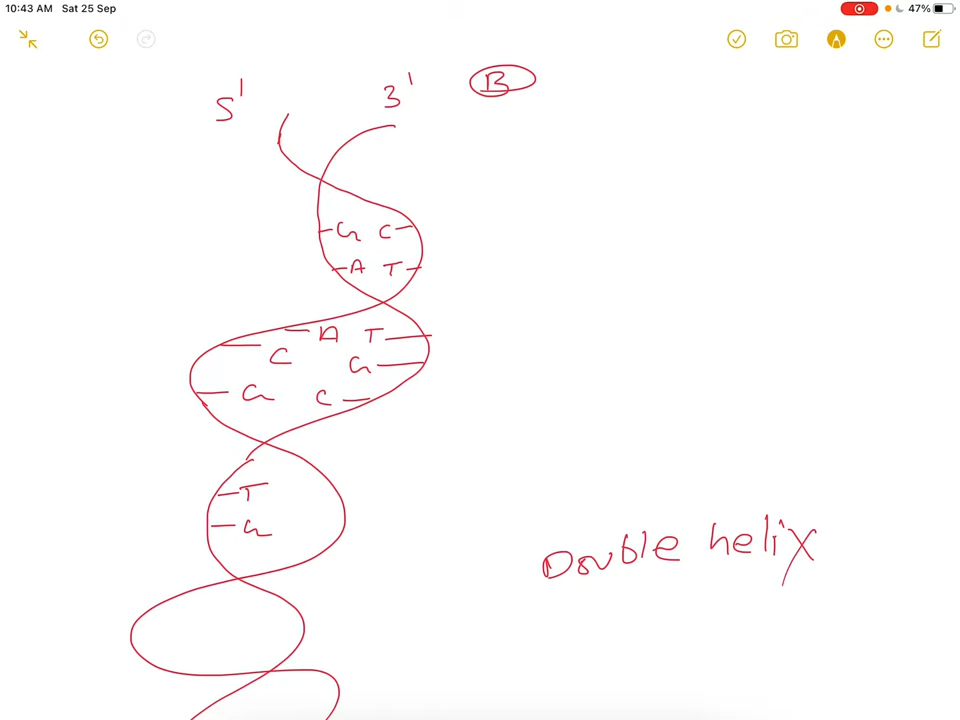 10:43 AM Sat 25 Sep 47%
5' 3' B
G C
A T
A T
C G
G C
T
G
Double helix